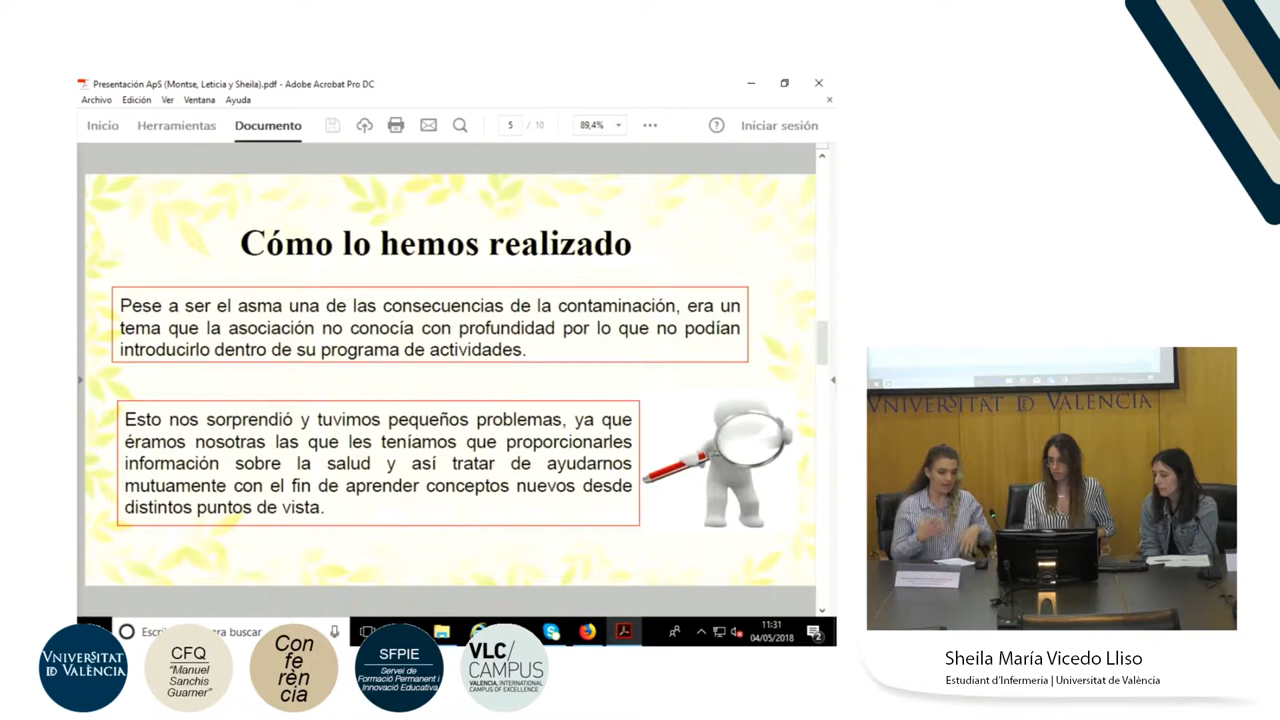 Presentación ApS (Montse, Leticia y Sheila).pdf - Adobe Acrobat Pro DC
Archivo Edición Ver Ventana Ayuda
Inicio Herramientas Documento 5 / 10 89,4% Iniciar sesión
Cómo lo hemos realizado
Pese a ser el asma una de las consecuencias de la contaminación, era un
tema que la asociación no conocía con profundidad por lo que no podían
introducirlo dentro de su programa de actividades.
Esto nos sorprendió y tuvimos pequeños problemas, ya que
éramos nosotras las que les teníamos que proporcionarles
información sobre la salud y así tratar de ayudarnos
mutuamente con el fin de aprender conceptos nuevos desde
distintos puntos de vista.
VNIVERSITAT DE VALÈNCIA
Escri ra buscar
11:31
04/05/2018
2
VNIVERSITAT
DE VALÈNCIA
CFQ
"Manuel
Sanchis
Guarner"
Con
fe rèn
cia
SFPIE
Servei de
Formació Permanent i
Innovació Educativa
VLC/
CAMPUS
VALENCIA, INTERNATIONAL
CAMPUS OF EXCELLENCE
Sheila María Vicedo Lliso
Estudiant d'Infermeria | Universitat de València